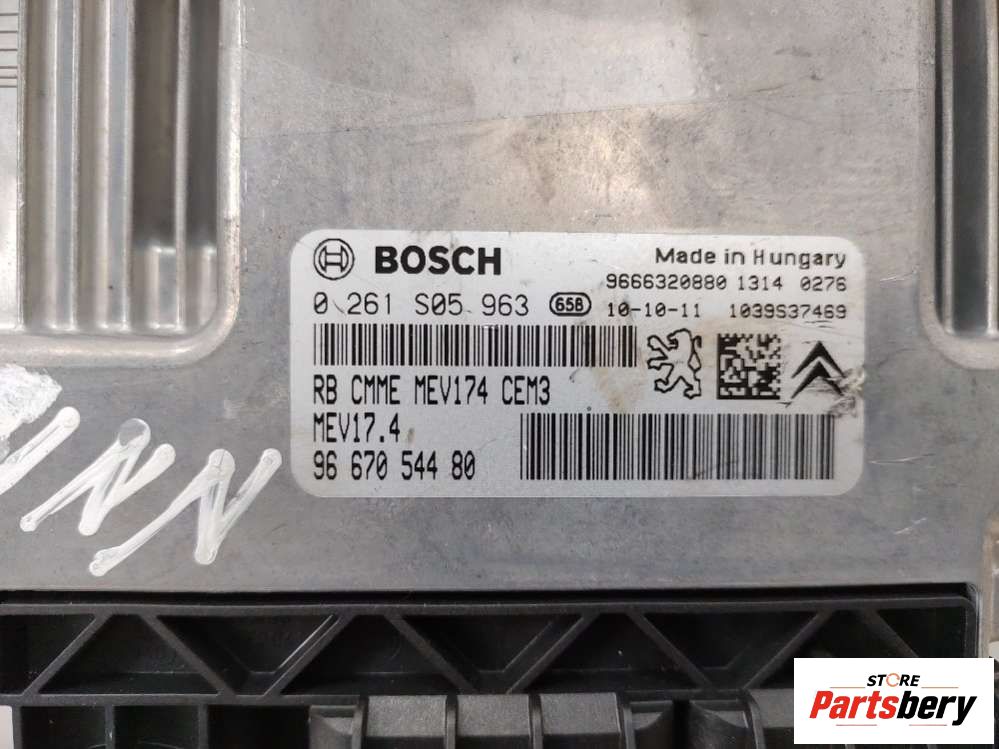 BOSCH
Made in Hungary
9666320880 1314 0276
0 261 S05 963 65B
10-10-11 1039S37469
RB CMME MEV174 CEM3
MEV17.4
96 670 544 80
STORE
Partsbery